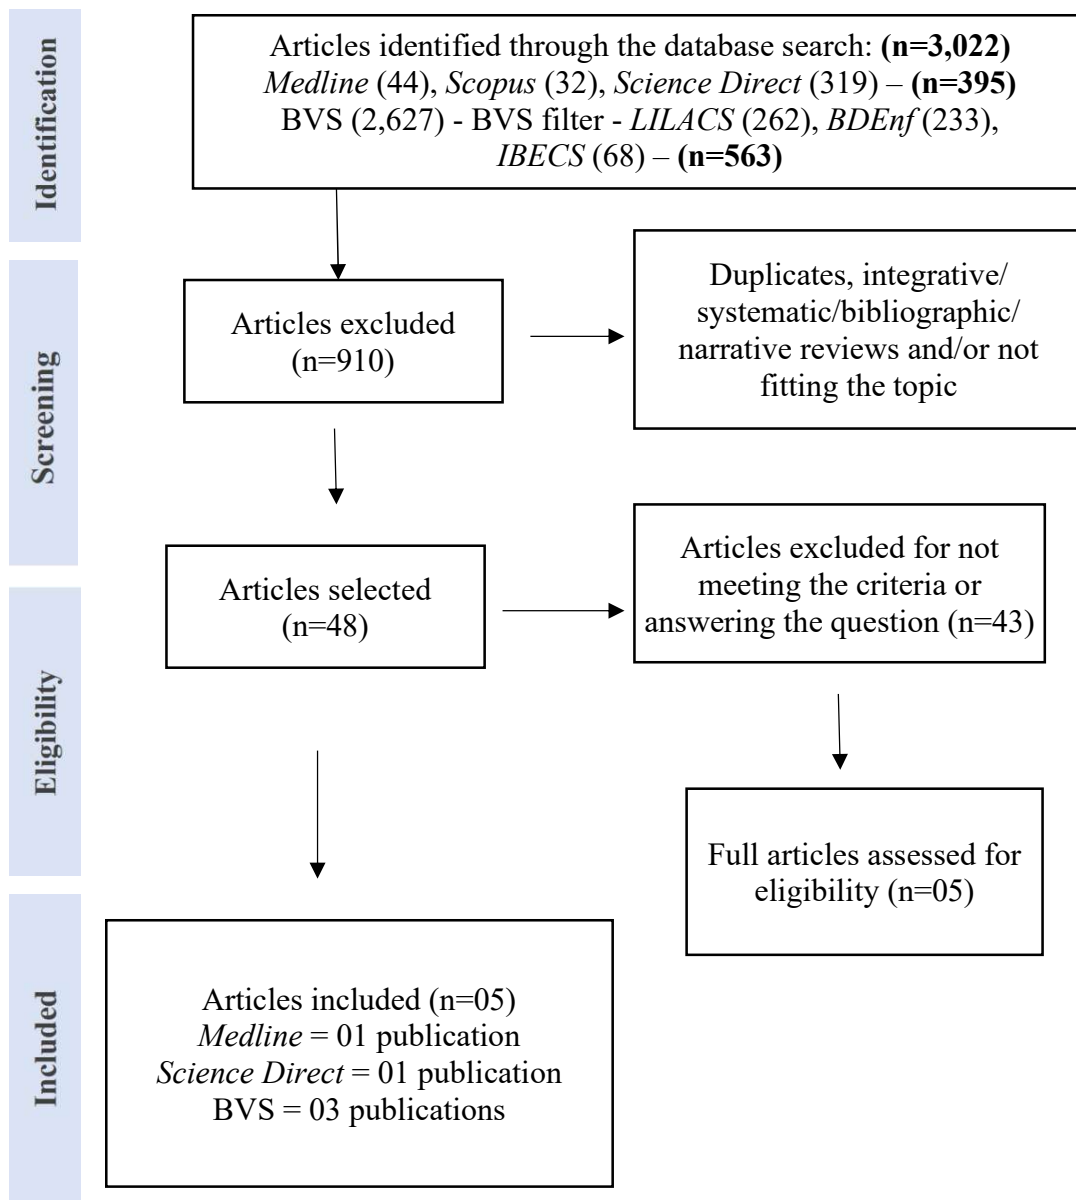 Identification
Articles identified through the database search: (n=3,022)
Medline (44), Scopus (32), Science Direct (319) – (n=395)
BVS (2,627) - BVS filter - LILACS (262), BDEnf (233),
IBECS (68) – (n=563)
Screening
Articles excluded
(n=910)
Duplicates, integrative/
systematic/bibliographic/
narrative reviews and/or not
fitting the topic
Eligibility
Articles selected
(n=48)
Articles excluded for not
meeting the criteria or
answering the question (n=43)
Full articles assessed for
eligibility (n=05)
Included
Articles included (n=05)
Medline = 01 publication
Science Direct = 01 publication
BVS = 03 publications